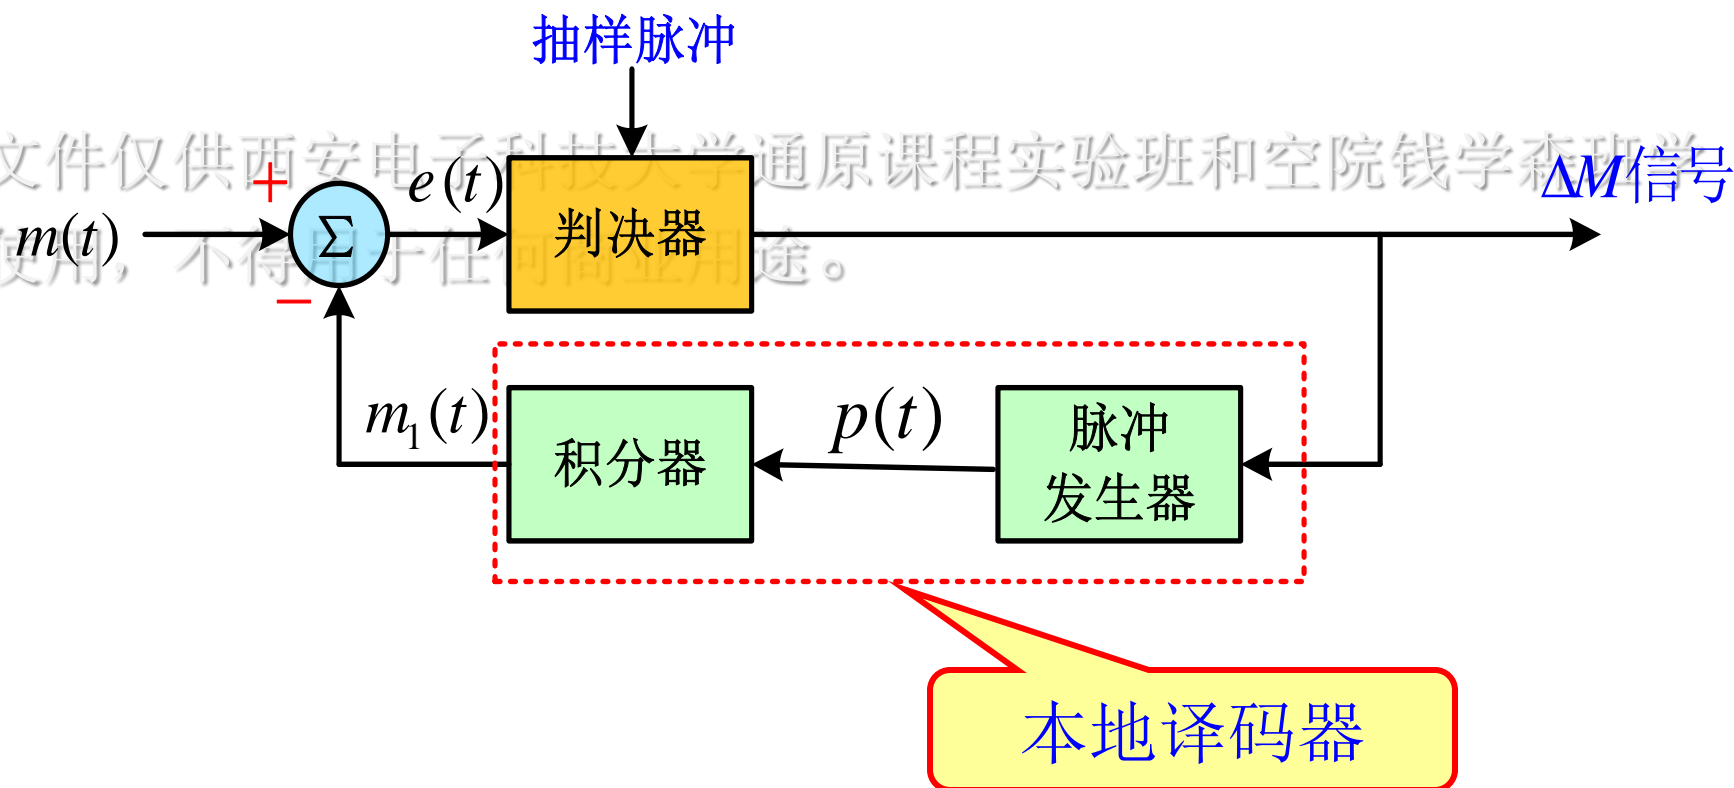 抽样脉冲
文件仅供西安电子科技大学通原课程实验班和空院钱学森班学
+
e(t)
ΔM信号
m(t)
Σ
判决器
使用，不得用于任何商业用途。
−
m₁(t)
积分器
p(t)
脉冲
发生器
本地译码器